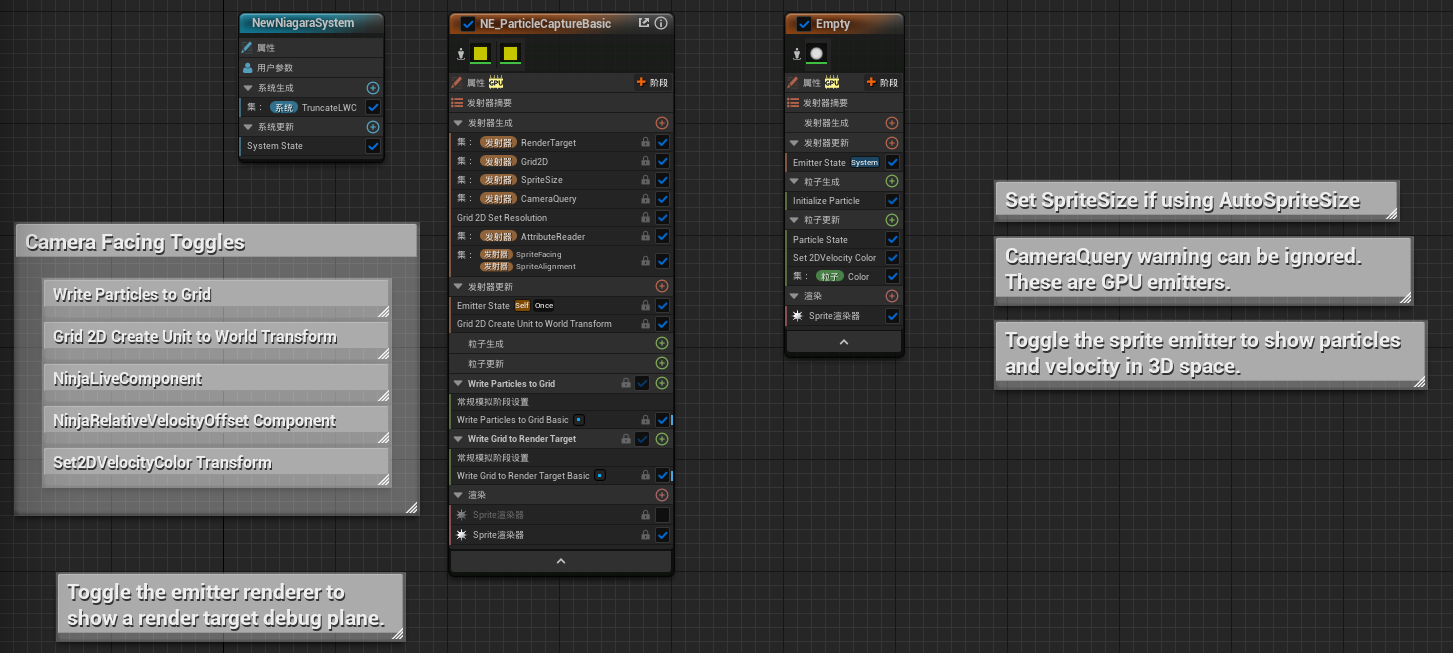 NewNiagaraSystem
属性
用户参数
系统生成
集： 系统 TruncateLWC
系统更新
System State
NE_ParticleCaptureBasic
属性 GPU 阶段
发射器摘要
发射器生成
集： 发射器 RenderTarget
集： 发射器 Grid2D
集： 发射器 SpriteSize
集： 发射器 CameraQuery
Grid 2D Set Resolution
集： 发射器 AttributeReader
集： 发射器 SpriteFacing
发射器 SpriteAlignment
发射器更新
Emitter State Self Once
Grid 2D Create Unit to World Transform
粒子生成
粒子更新
Write Particles to Grid
常规模拟阶段设置
Write Particles to Grid Basic
Write Grid to Render Target
常规模拟阶段设置
Write Grid to Render Target Basic
渲染
Sprite渲染器
Sprite渲染器
Empty
属性 GPU 阶段
发射器摘要
发射器生成
发射器更新
Emitter State System
粒子生成
Initialize Particle
粒子更新
Particle State
Set 2DVelocity Color
集： 粒子 Color
渲染
Sprite渲染器
Camera Facing Toggles
Write Particles to Grid
Grid 2D Create Unit to World Transform
NinjaLiveComponent
NinjaRelativeVelocityOffset Component
Set2DVelocityColor Transform
Toggle the emitter renderer to
show a render target debug plane.
Set SpriteSize if using AutoSpriteSize
CameraQuery warning can be ignored.
These are GPU emitters.
Toggle the sprite emitter to show particles
and velocity in 3D space.